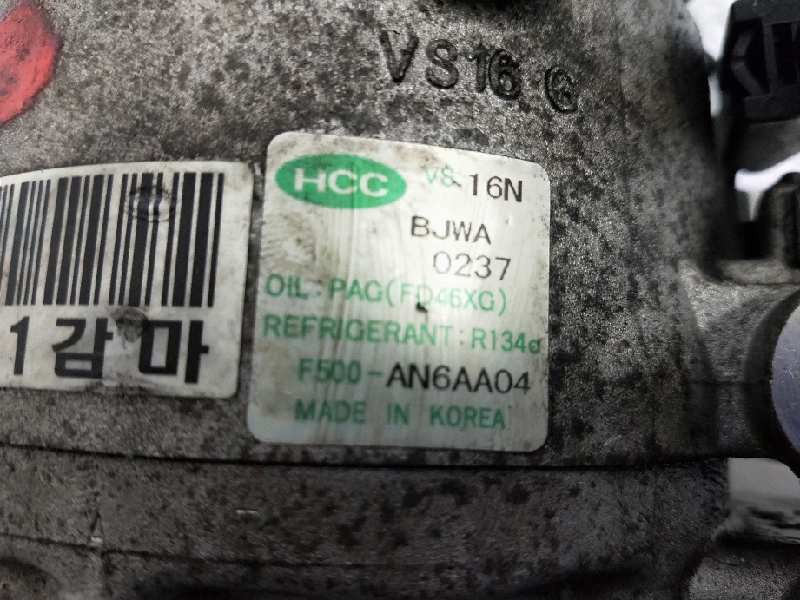 VS16 G
HCC VS-16N
BJWA
0237
OIL: PAG(FD46XG)
REFRIGERANT: R134a
F500-AN6AA04
MADE IN KOREA
1감마